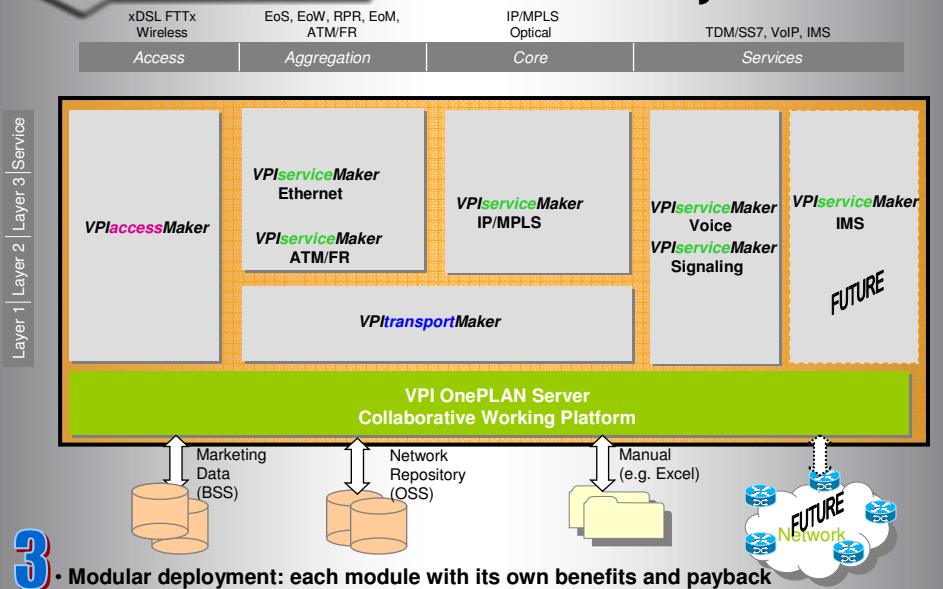 xDSL FTTx
Wireless
EoS, EoW, RPR, EoM,
ATM/FR
IP/MPLS
Optical
TDM/SS7, VoIP, IMS
Access
Aggregation
Core
Services
Layer 1 | Layer 2 | Layer 3 | Service
VPIaccessMaker
VPIserviceMaker
Ethernet
VPIserviceMaker
ATM/FR
VPIserviceMaker
IP/MPLS
VPIserviceMaker
Voice
VPIserviceMaker
Signaling
VPIserviceMaker
IMS
FUTURE
VPItransportMaker
VPI OnePLAN Server
Collaborative Working Platform
Marketing
Data
(BSS)
Network
Repository
(OSS)
Manual
(e.g. Excel)
FUTURE
Network
3
• Modular deployment: each module with its own benefits and payback